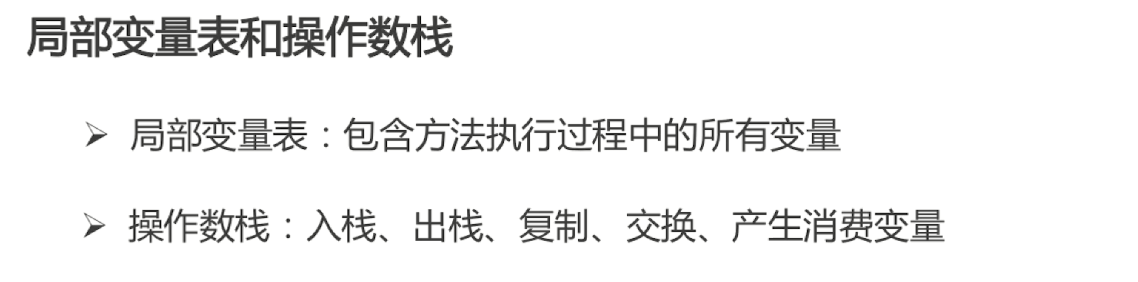 局部变量表和操作数栈
局部变量表：包含方法执行过程中的所有变量
操作数栈：入栈、出栈、复制、交换、产生消费变量